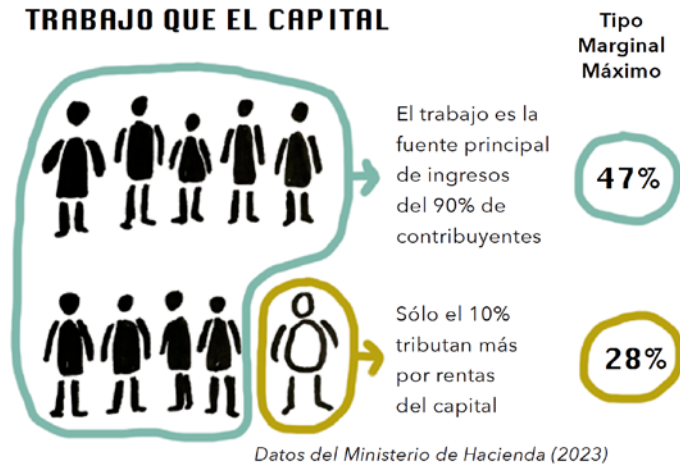 TRABAJO QUE EL CAPITAL
Tipo
Marginal
Máximo
El trabajo es la
fuente principal
de ingresos
del 90% de
contribuyentes
47%
Sólo el 10%
tributan más
por rentas
del capital
28%
Datos del Ministerio de Hacienda (2023)